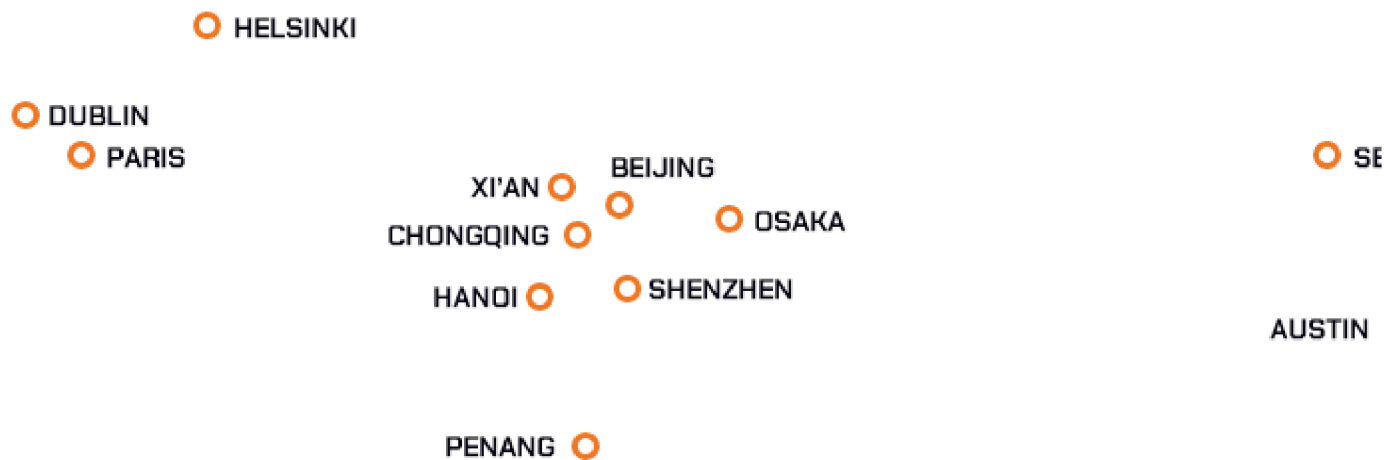 HELSINKI
DUBLIN
PARIS
BEIJING
XI'AN
OSAKA
CHONGQING
HANOI
SHENZHEN
AUSTIN
PENANG